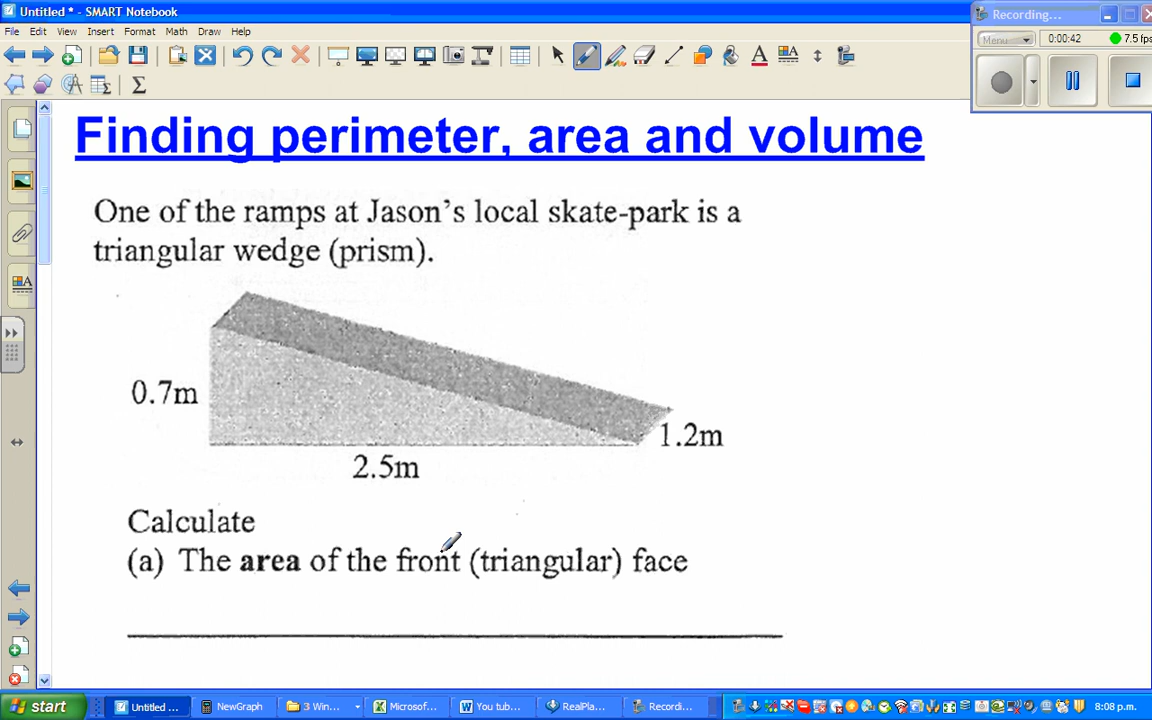 Untitled * - SMART Notebook
Recording...
File Edit View Insert Format Math Draw Help
Menu
0:00:42
7.5 fps
Finding perimeter, area and volume
One of the ramps at Jason's local skate-park is a
triangular wedge (prism).
0.7m
1.2m
2.5m
Calculate
(a) The area of the front (triangular) face
start
Untitled ...
NewGraph
3 Win...
Microsof...
You tub...
RealPla...
Recordi...
8:08 p.m.